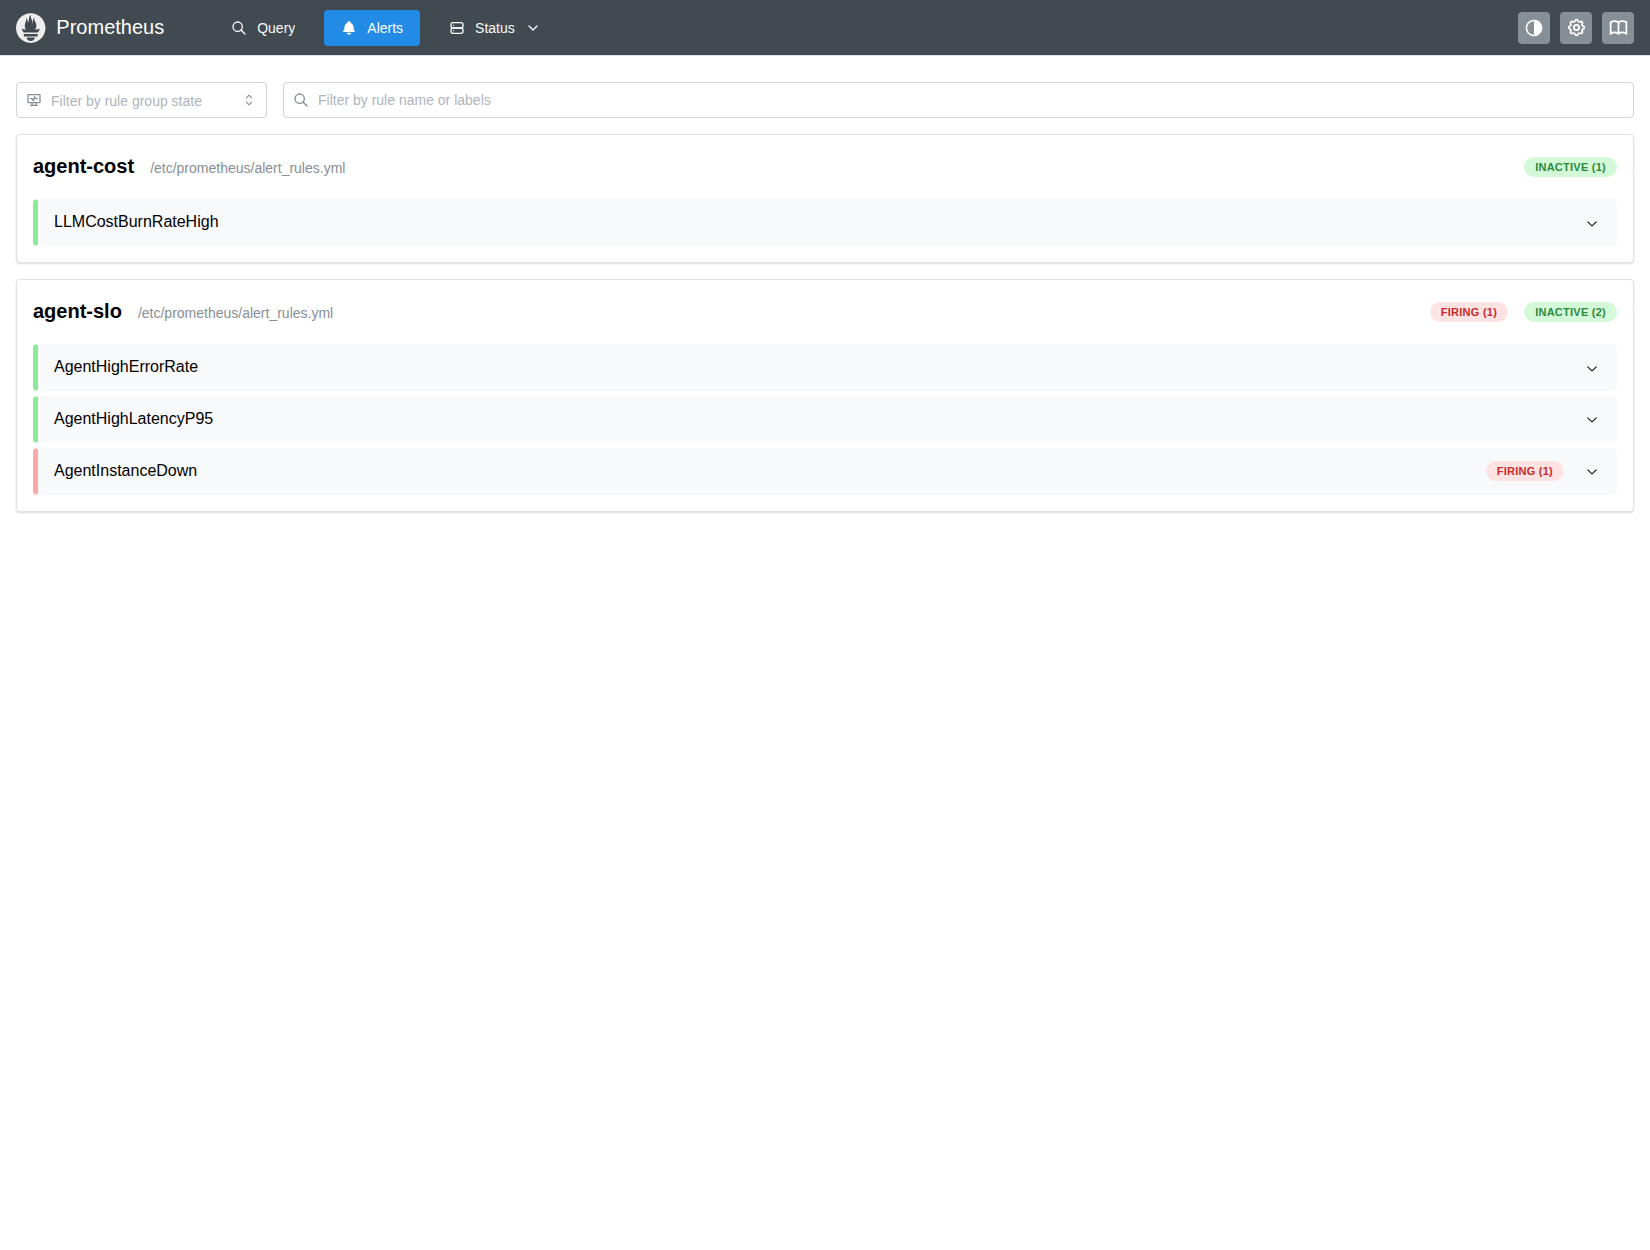 Prometheus Query Alerts Status
Filter by rule group state Filter by rule name or labels
agent-cost /etc/prometheus/alert_rules.yml INACTIVE (1)
LLMCostBurnRateHigh
agent-slo /etc/prometheus/alert_rules.yml FIRING (1) INACTIVE (2)
AgentHighErrorRate
AgentHighLatencyP95
AgentInstanceDown FIRING (1)